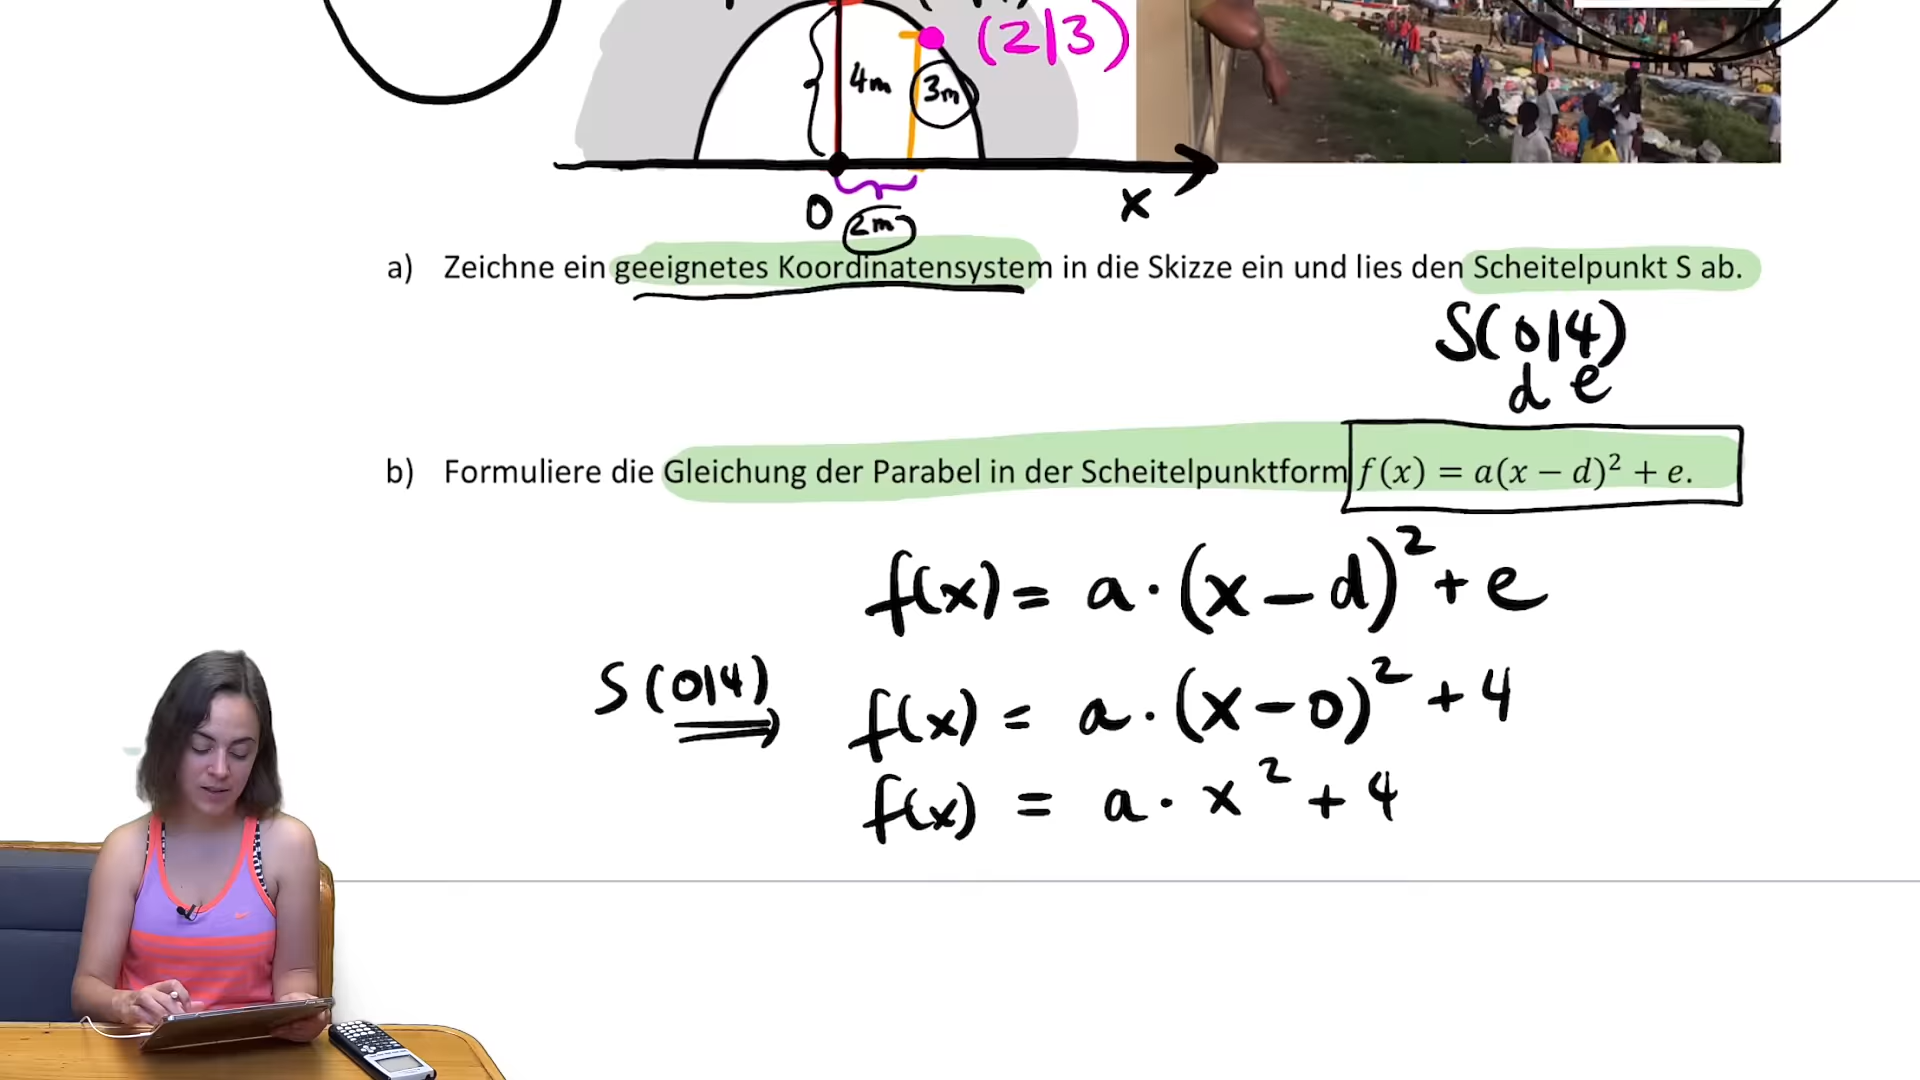 (2|3)
4m
3m
0
2m
x
a) Zeichne ein geeignetes Koordinatensystem in die Skizze ein und lies den Scheitelpunkt S ab.
S(0|4)
d e
b) Formuliere die Gleichung der Parabel in der Scheitelpunktform f(x) = a(x − d)² + e.
f(x) = a · (x − d)² + e
S(0|4)
f(x) = a · (x − 0)² + 4
f(x) = a · x² + 4